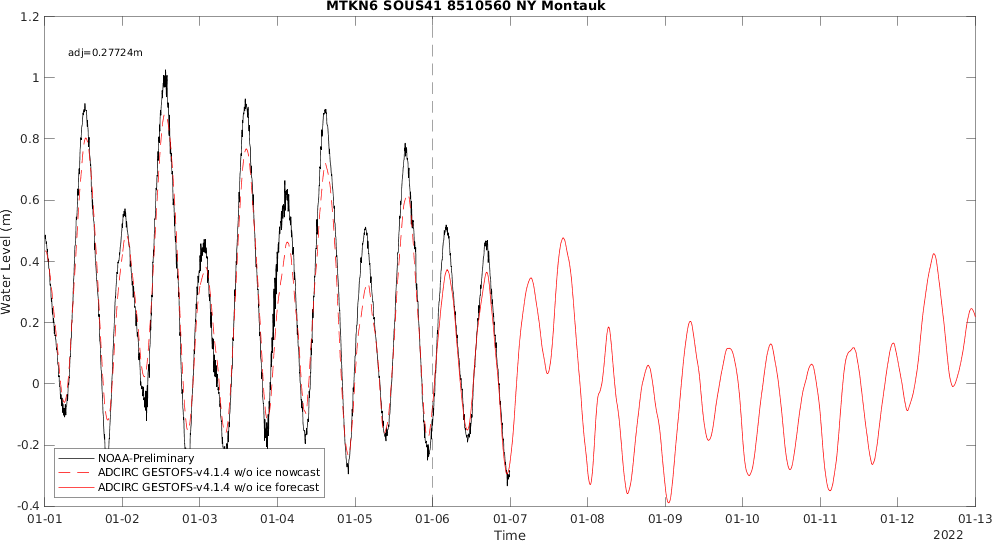 MTKN6 SOUS41 8510560 NY Montauk
1.2
adj=0.27724m
1
0.8
0.6
0.4
0.2
0
-0.2
-0.4
Water Level (m)
NOAA-Preliminary
ADCIRC GESTOFS-v4.1.4 w/o ice nowcast
ADCIRC GESTOFS-v4.1.4 w/o ice forecast
01-01 01-02 01-03 01-04 01-05 01-06 01-07 01-08 01-09 01-10 01-11 01-12 01-13
Time
2022